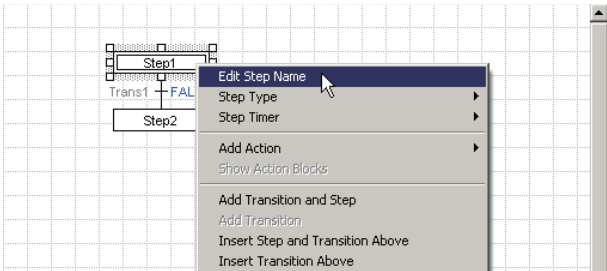 Step1
Trans1 FAL
Step2
Edit Step Name
Step Type
Step Timer
Add Action
Show Action Blocks
Add Transition and Step
Add Transition
Insert Step and Transition Above
Insert Transition Above